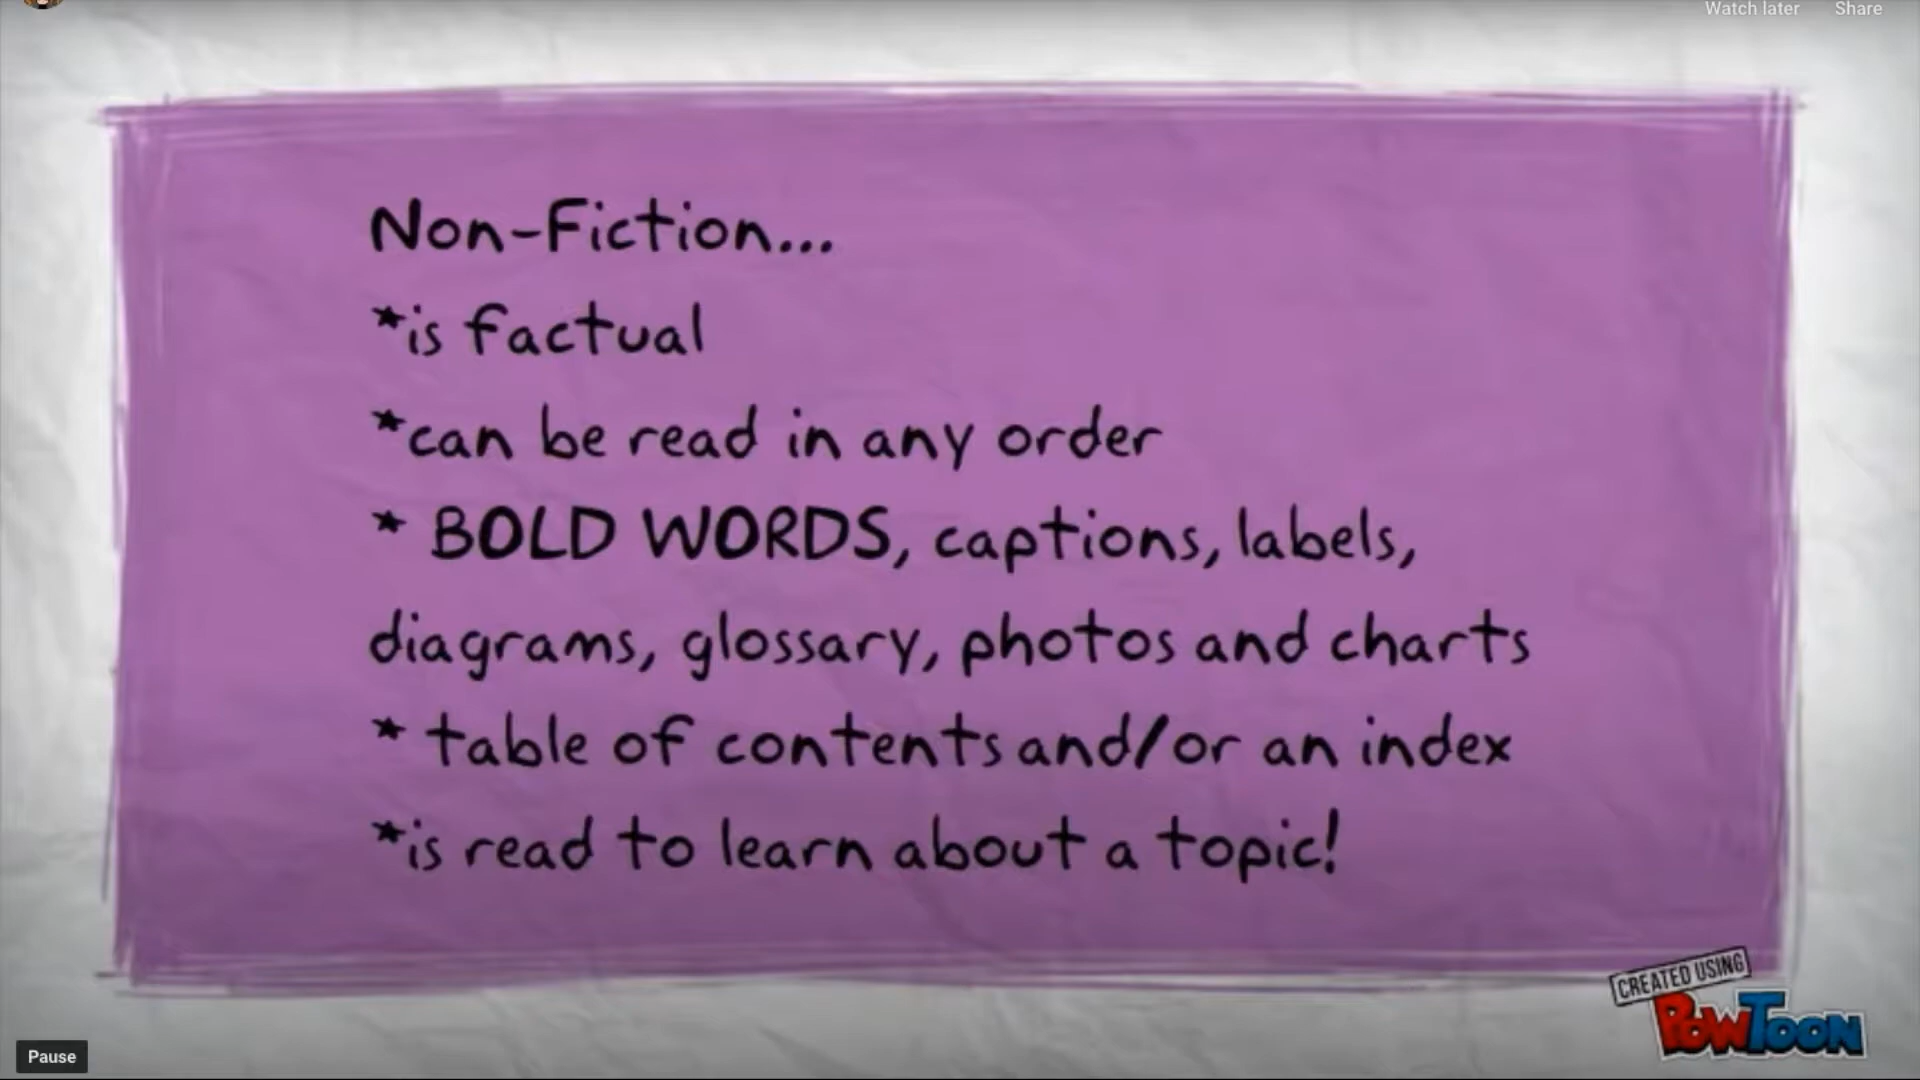 Watch later Share
Non-Fiction...
*is factual
*can be read in any order
* BOLD WORDS, captions, labels,
diagrams, glossary, photos and charts
* table of contents and/or an index
*is read to learn about a topic!
CREATED USING
POWTOON
Pause